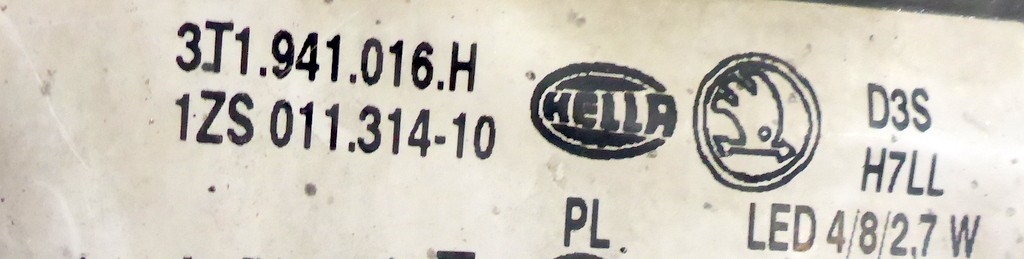 3T1.941.016.H
1ZS 011.314-10
HELLA
D3S
H7LL
PL
LED 4/8/2,7 W